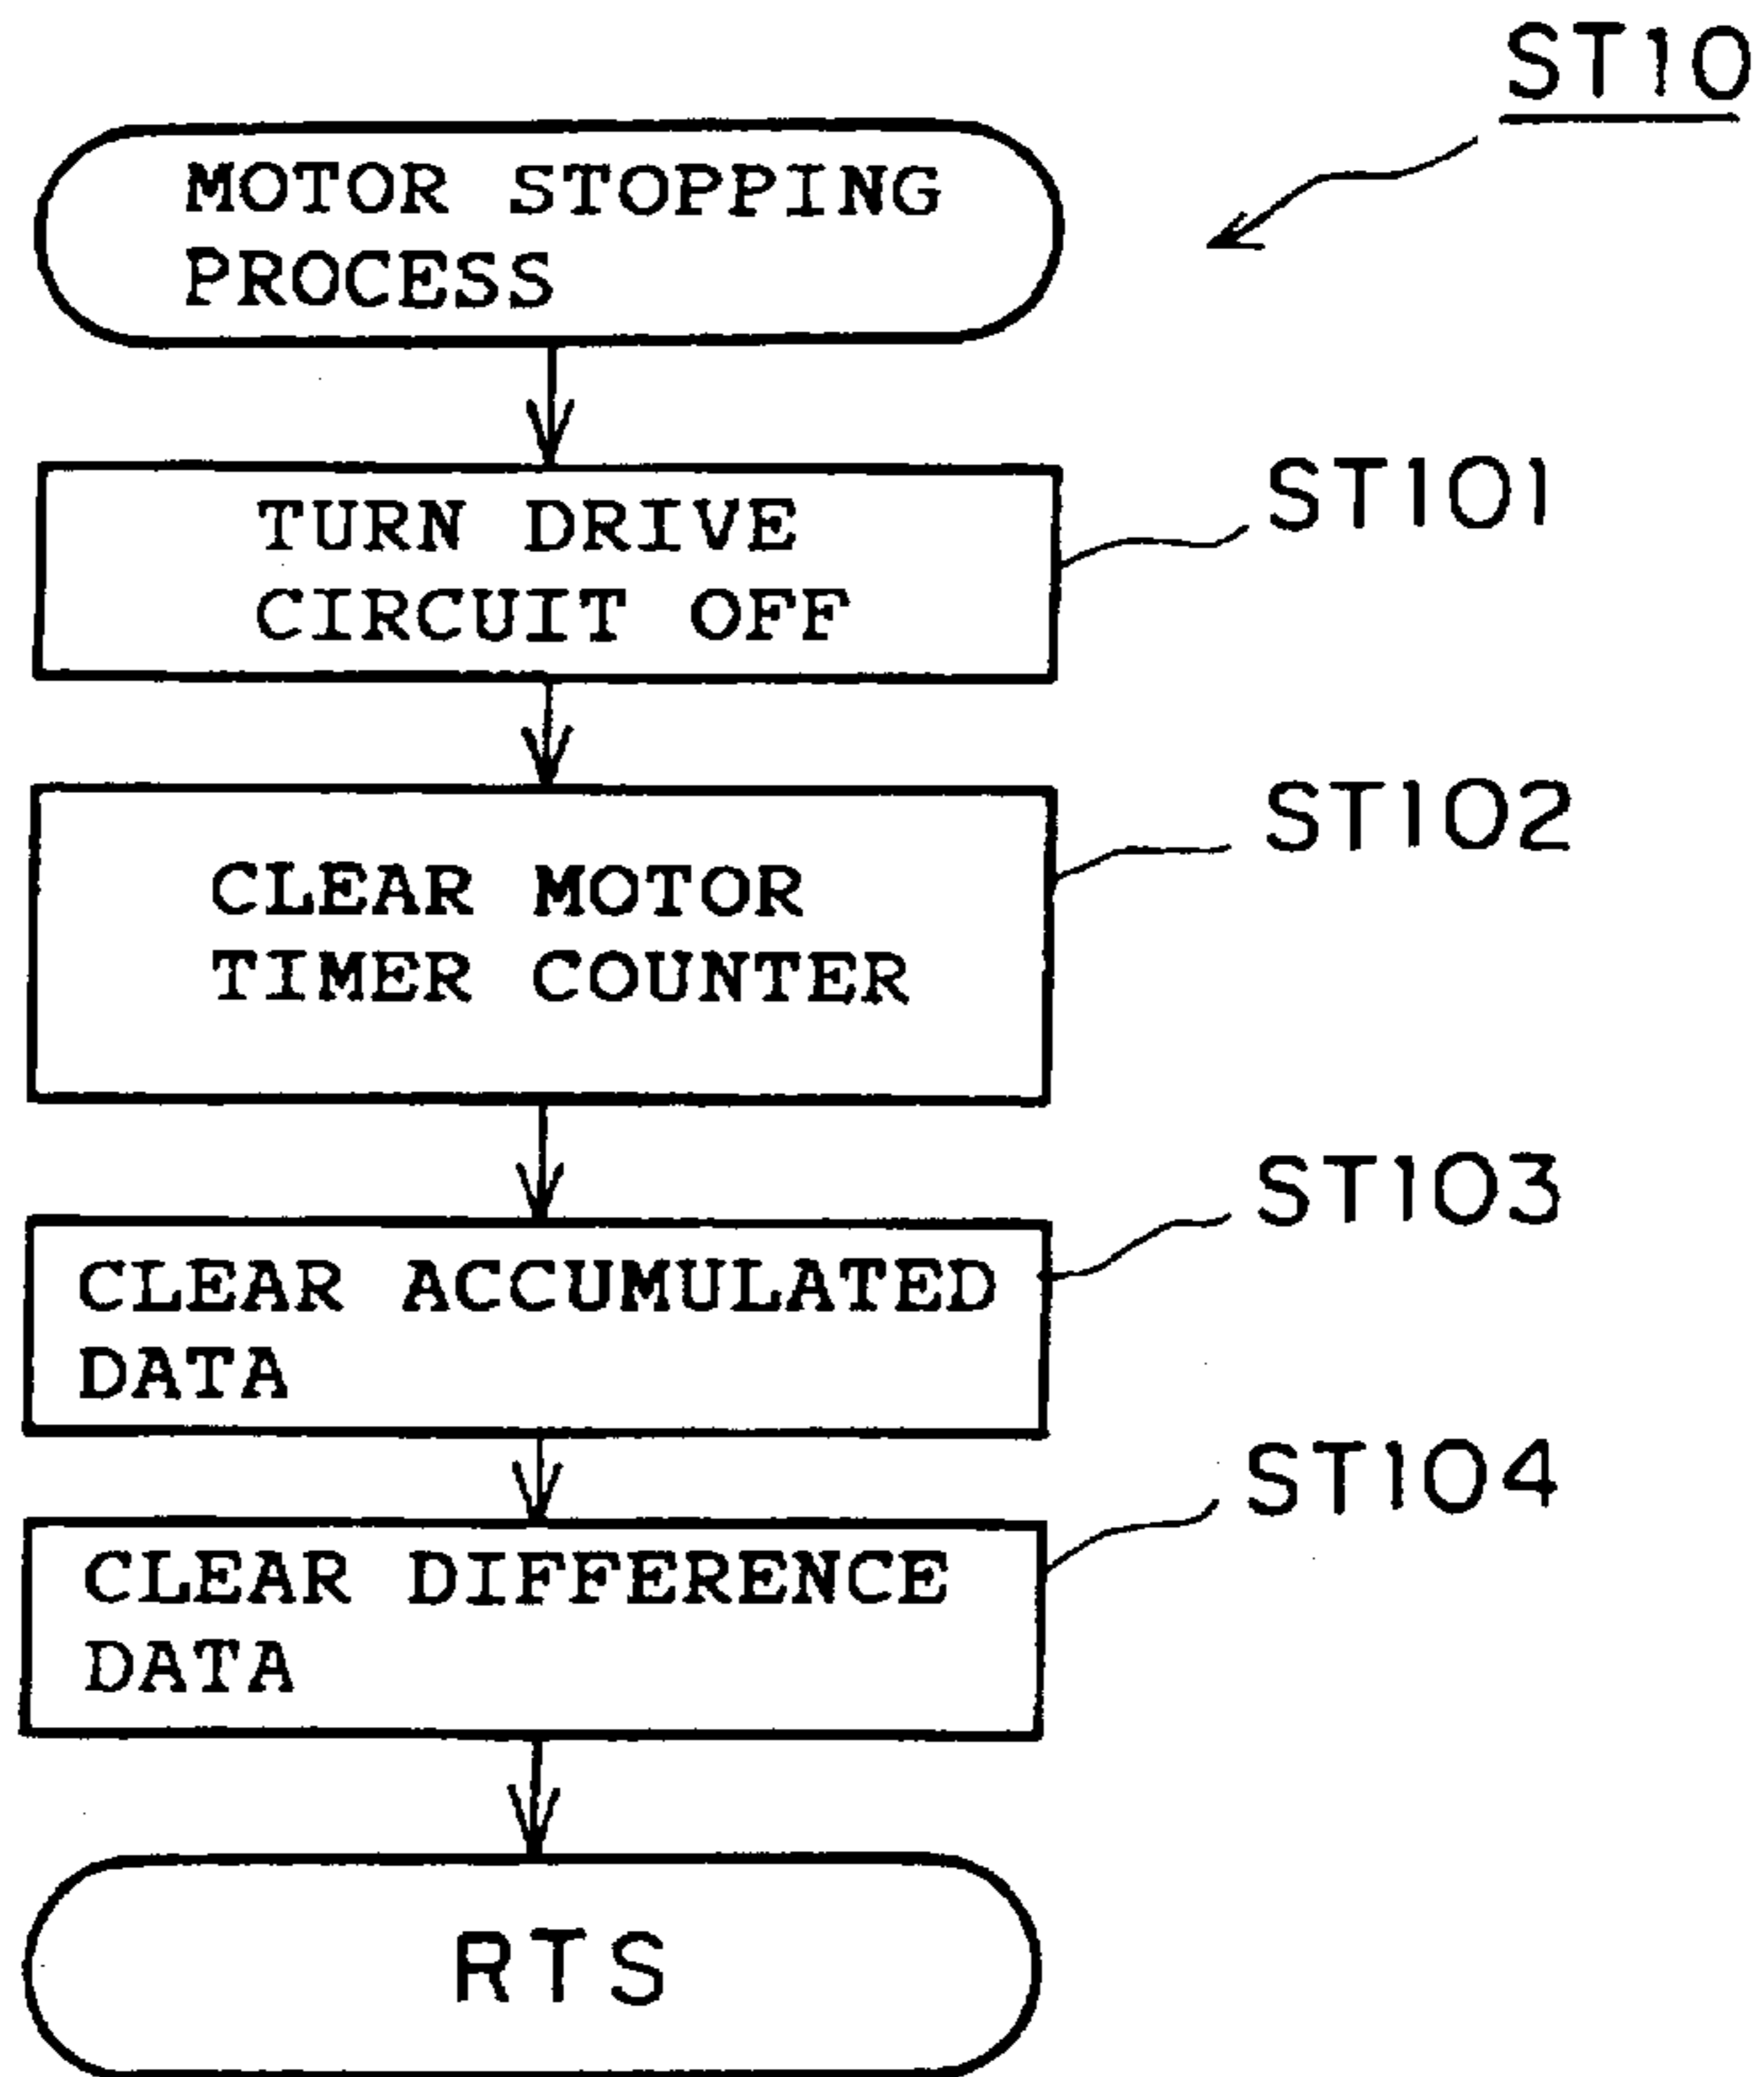 ST10
MOTOR STOPPING
PROCESS
TURN DRIVE
CIRCUIT OFF
ST101
CLEAR MOTOR
TIMER COUNTER
ST102
CLEAR ACCUMULATED
DATA
ST103
CLEAR DIFFERENCE
DATA
ST104
RTS